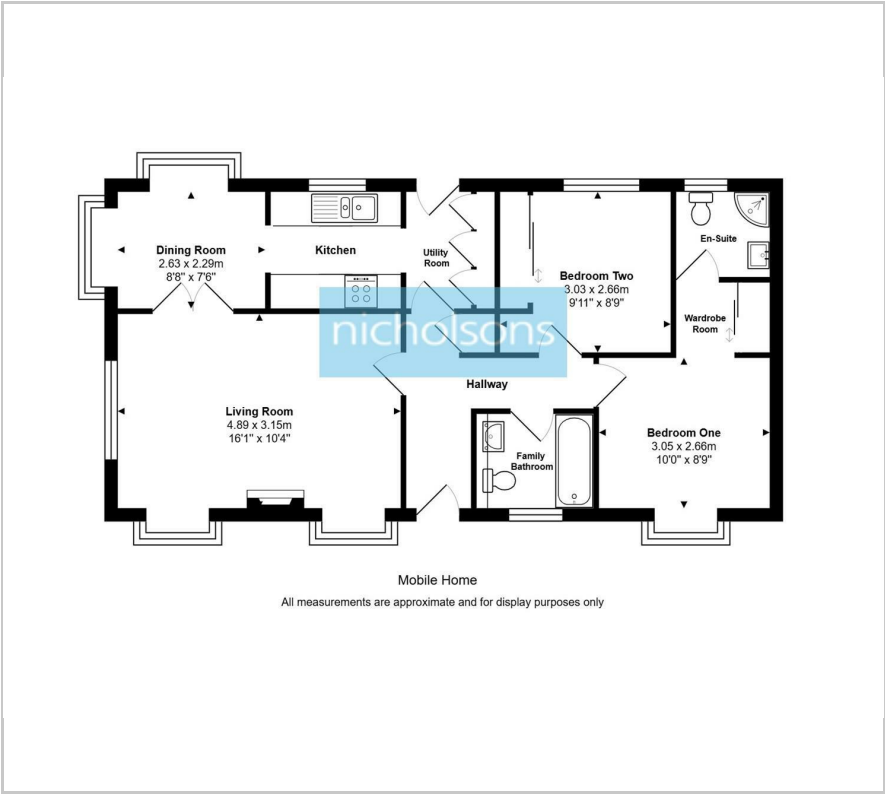 Dining Room
2.63 x 2.29m
8'8" x 7'6"
Kitchen
Utility
Room
Bedroom Two
3.03 x 2.66m
9'11" x 8'9"
En-Suite
Wardrobe
Room
nicholsons
Hallway
Living Room
4.89 x 3.15m
16'1" x 10'4"
Family
Bathroom
Bedroom One
3.05 x 2.66m
10'0" x 8'9"
Mobile Home
All measurements are approximate and for display purposes only